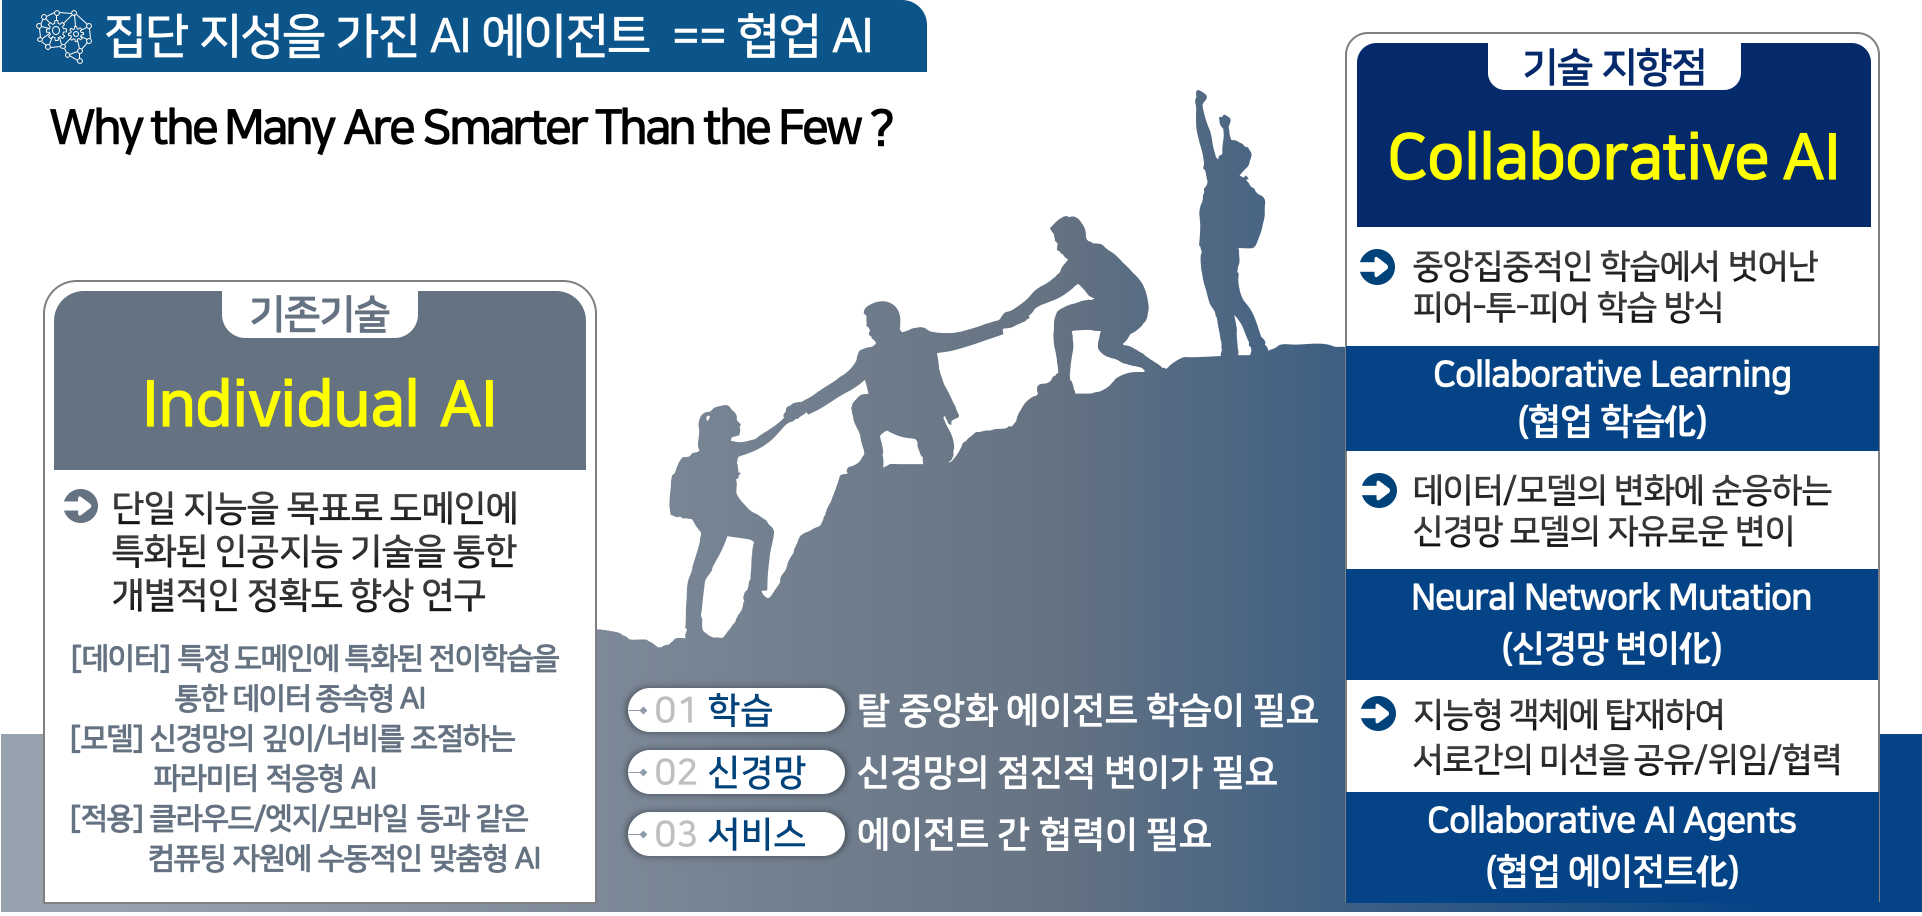 집단 지성을 가진 AI 에이전트 == 협업 AI
Why the Many Are Smarter Than the Few ?
기존기술
Individual AI
단일 지능을 목표로 도메인에
특화된 인공지능 기술을 통한
개별적인 정확도 향상 연구
[데이터] 특정 도메인에 특화된 전이학습을
통한 데이터 종속형 AI
[모델] 신경망의 깊이/너비를 조절하는
파라미터 적응형 AI
[적용] 클라우드/엣지/모바일 등과 같은
컴퓨팅 자원에 수동적인 맞춤형 AI
01 학습 탈 중앙화 에이전트 학습이 필요
02 신경망 신경망의 점진적 변이가 필요
03 서비스 에이전트 간 협력이 필요
기술 지향점
Collaborative AI
중앙집중적인 학습에서 벗어난
피어-투-피어 학습 방식
Collaborative Learning
(협업 학습化)
데이터/모델의 변화에 순응하는
신경망 모델의 자유로운 변이
Neural Network Mutation
(신경망 변이化)
지능형 객체에 탑재하여
서로간의 미션을 공유/위임/협력
Collaborative AI Agents
(협업 에이전트化)